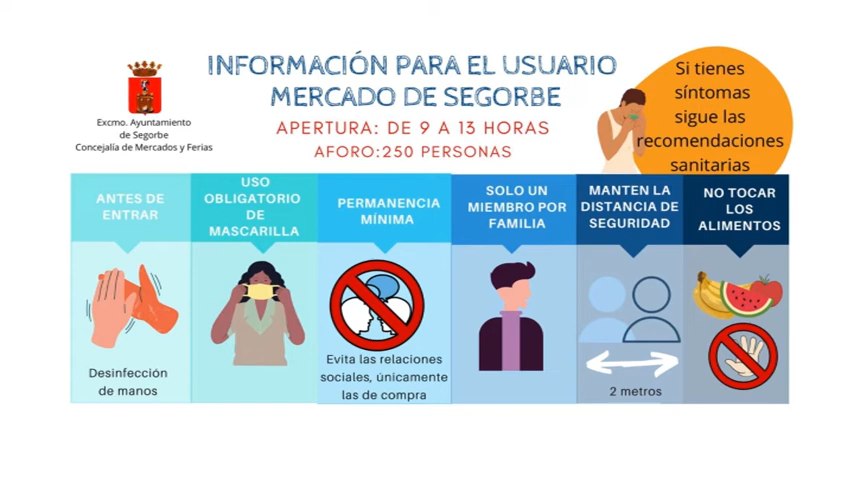 INFORMACIÓN PARA EL USUARIO
MERCADO DE SEGORBE
APERTURA: DE 9 A 13 HORAS
AFORO:250 PERSONAS
Excmo. Ayuntamiento
de Segorbe
Concejalía de Mercados y Ferias
Si tienes
síntomas
sigue las
recomendaciones
sanitarias
ANTES DE
ENTRAR
Desinfección
de manos
USO
OBLIGATORIO
DE
MASCARILLA
PERMANENCIA
MÍNIMA
Evita las relaciones
sociales, únicamente
las de compra
SOLO UN
MIEMBRO POR
FAMILIA
MANTEN LA
DISTANCIA DE
SEGURIDAD
2 metros
NO TOCAR
LOS
ALIMENTOS